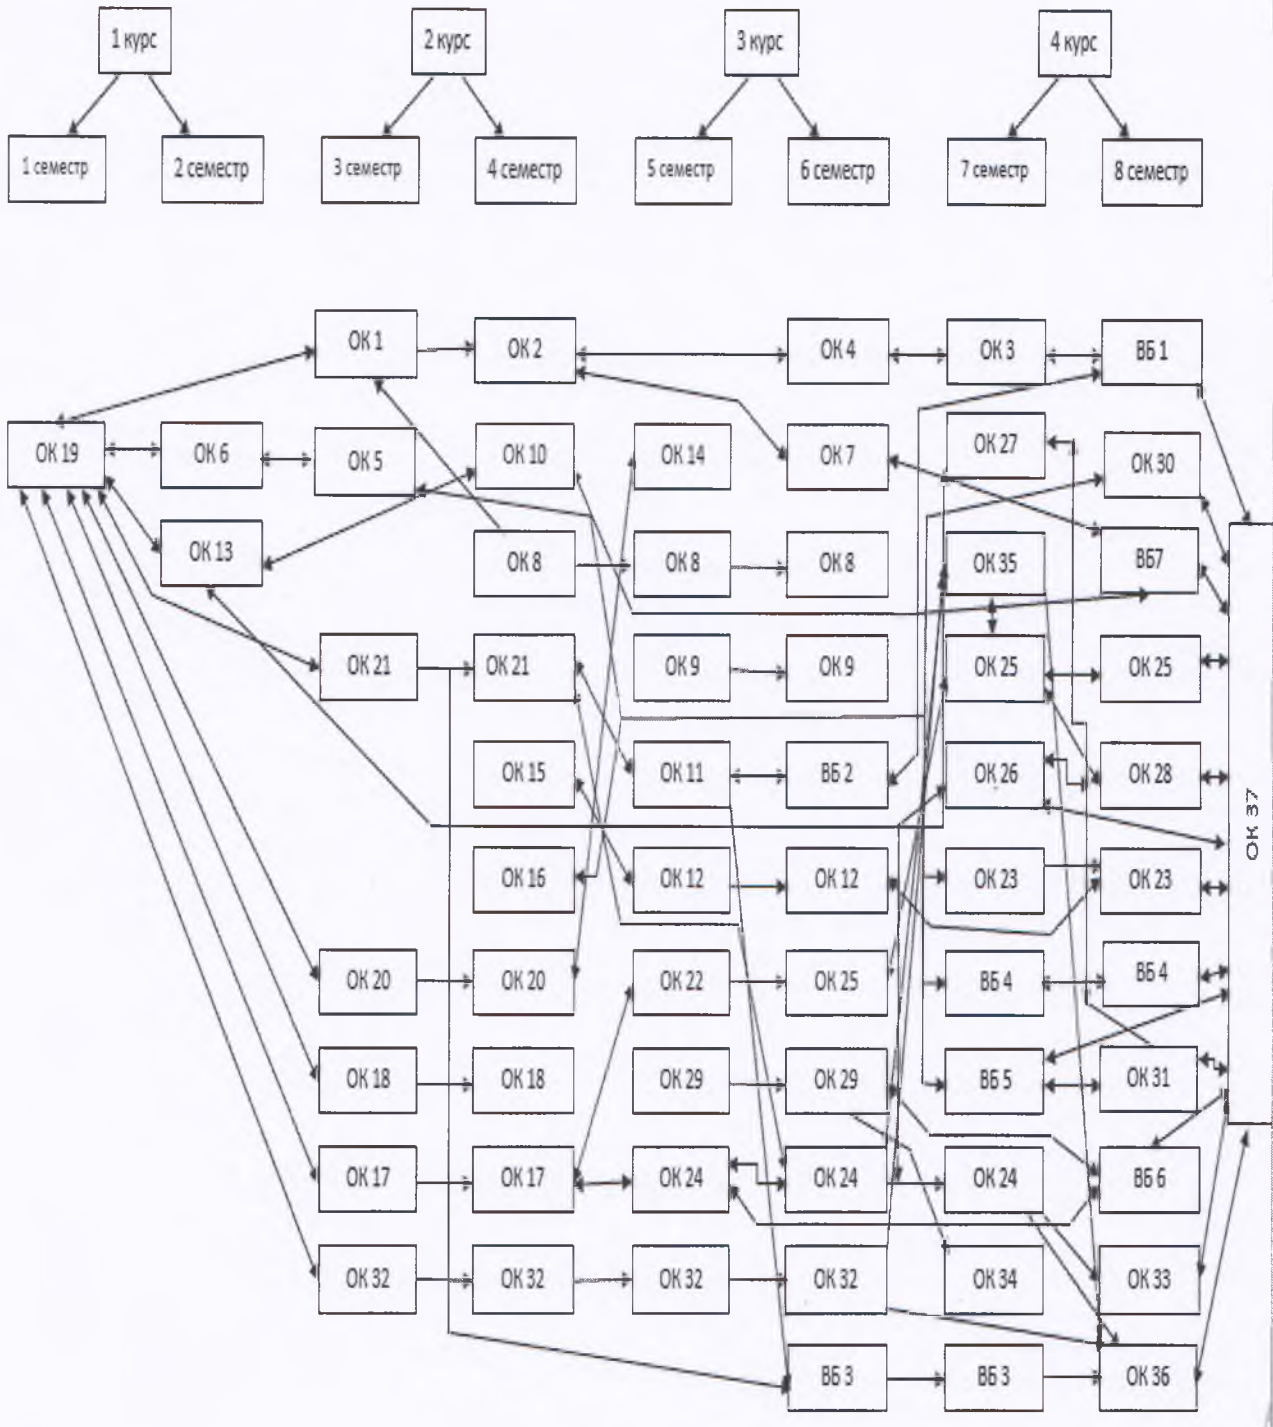 1 курс
2 курс
3 курс
4 курс
1 семестр
2 семестр
3 семестр
4 семестр
5 семестр
6 семестр
7 семестр
8 семестр
ОК 1
ОК 2
ОК 4
ОК 3
ВБ 1
ОК 19
ОК 6
ОК 5
ОК 10
ОК 14
ОК 7
ОК 27
ОК 30
ОК 13
ОК 8
ОК 8
ОК 8
ОК 35
ВБ7
ОК 21
ОК 21
ОК 9
ОК 9
ОК 25
ОК 25
ОК 15
ОК 11
ВБ 2
ОК 26
ОК 28
ОК 37
ОК 16
ОК 12
ОК 12
ОК 23
ОК 23
ОК 20
ОК 20
ОК 22
ОК 25
ВБ 4
ВБ 4
ОК 18
ОК 18
ОК 29
ОК 29
ВБ 5
ОК 31
ОК 17
ОК 17
ОК 24
ОК 24
ОК 24
ВБ 6
ОК 32
ОК 32
ОК 32
ОК 32
ОК 34
ОК 33
ВБ 3
ВБ 3
ОК 36